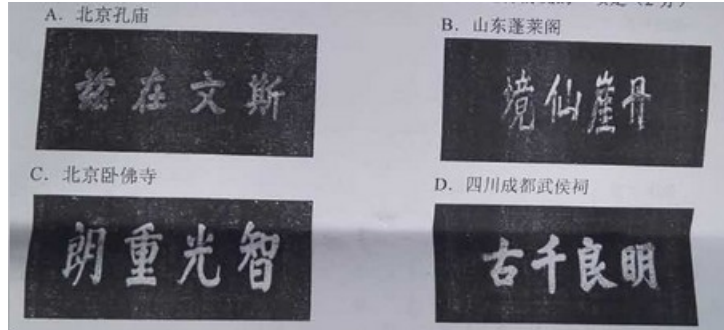 A. 北京孔庙
斯文在兹
B. 山东蓬莱阁
丹崖仙境
C. 北京卧佛寺
智光重朗
D. 四川成都武侯祠
眀良千古